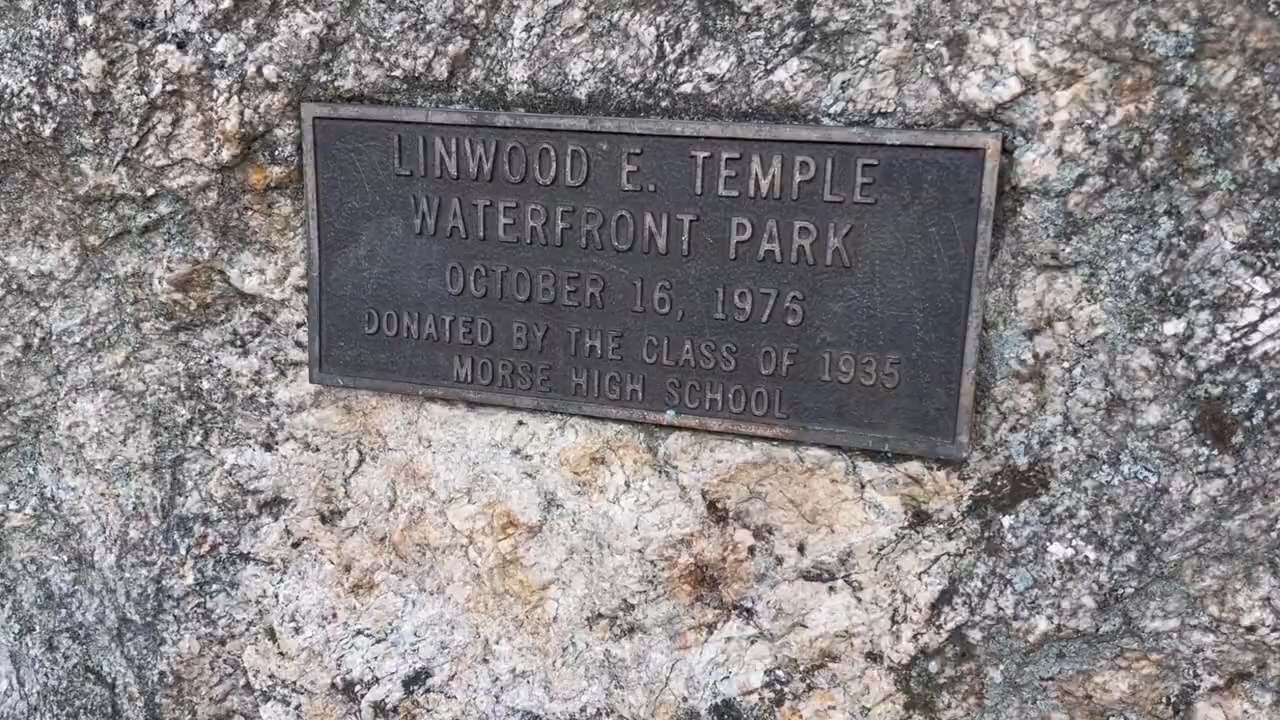 LINWOOD E. TEMPLE
WATERFRONT PARK
OCTOBER 16, 1976
DONATED BY THE CLASS OF 1935
MORSE HIGH SCHOOL